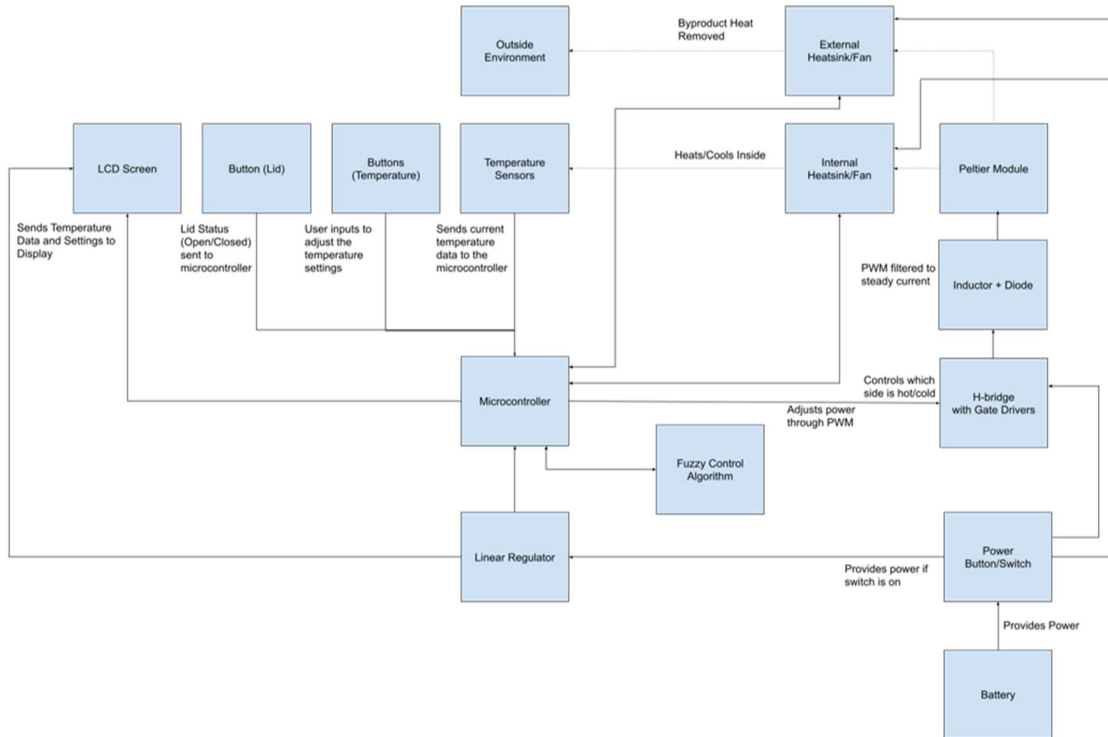 Outside
Environment
Byproduct Heat
Removed
External
Heatsink/Fan
LCD Screen
Button (Lid)
Buttons
(Temperature)
Temperature
Sensors
Heats/Cools Inside
Internal
Heatsink/Fan
Peltier Module
Sends Temperature
Data and Settings to
Display
Lid Status
(Open/Closed)
sent to
microcontroller
User inputs to
adjust the
temperature
settings
Sends current
temperature
data to the
microcontroller
PWM filtered to
steady current
Inductor + Diode
Microcontroller
Controls which
side is hot/cold
Adjusts power
through PWM
H-bridge
with Gate Drivers
Fuzzy Control
Algorithm
Linear Regulator
Provides power if
switch is on
Power
Button/Switch
Provides Power
Battery